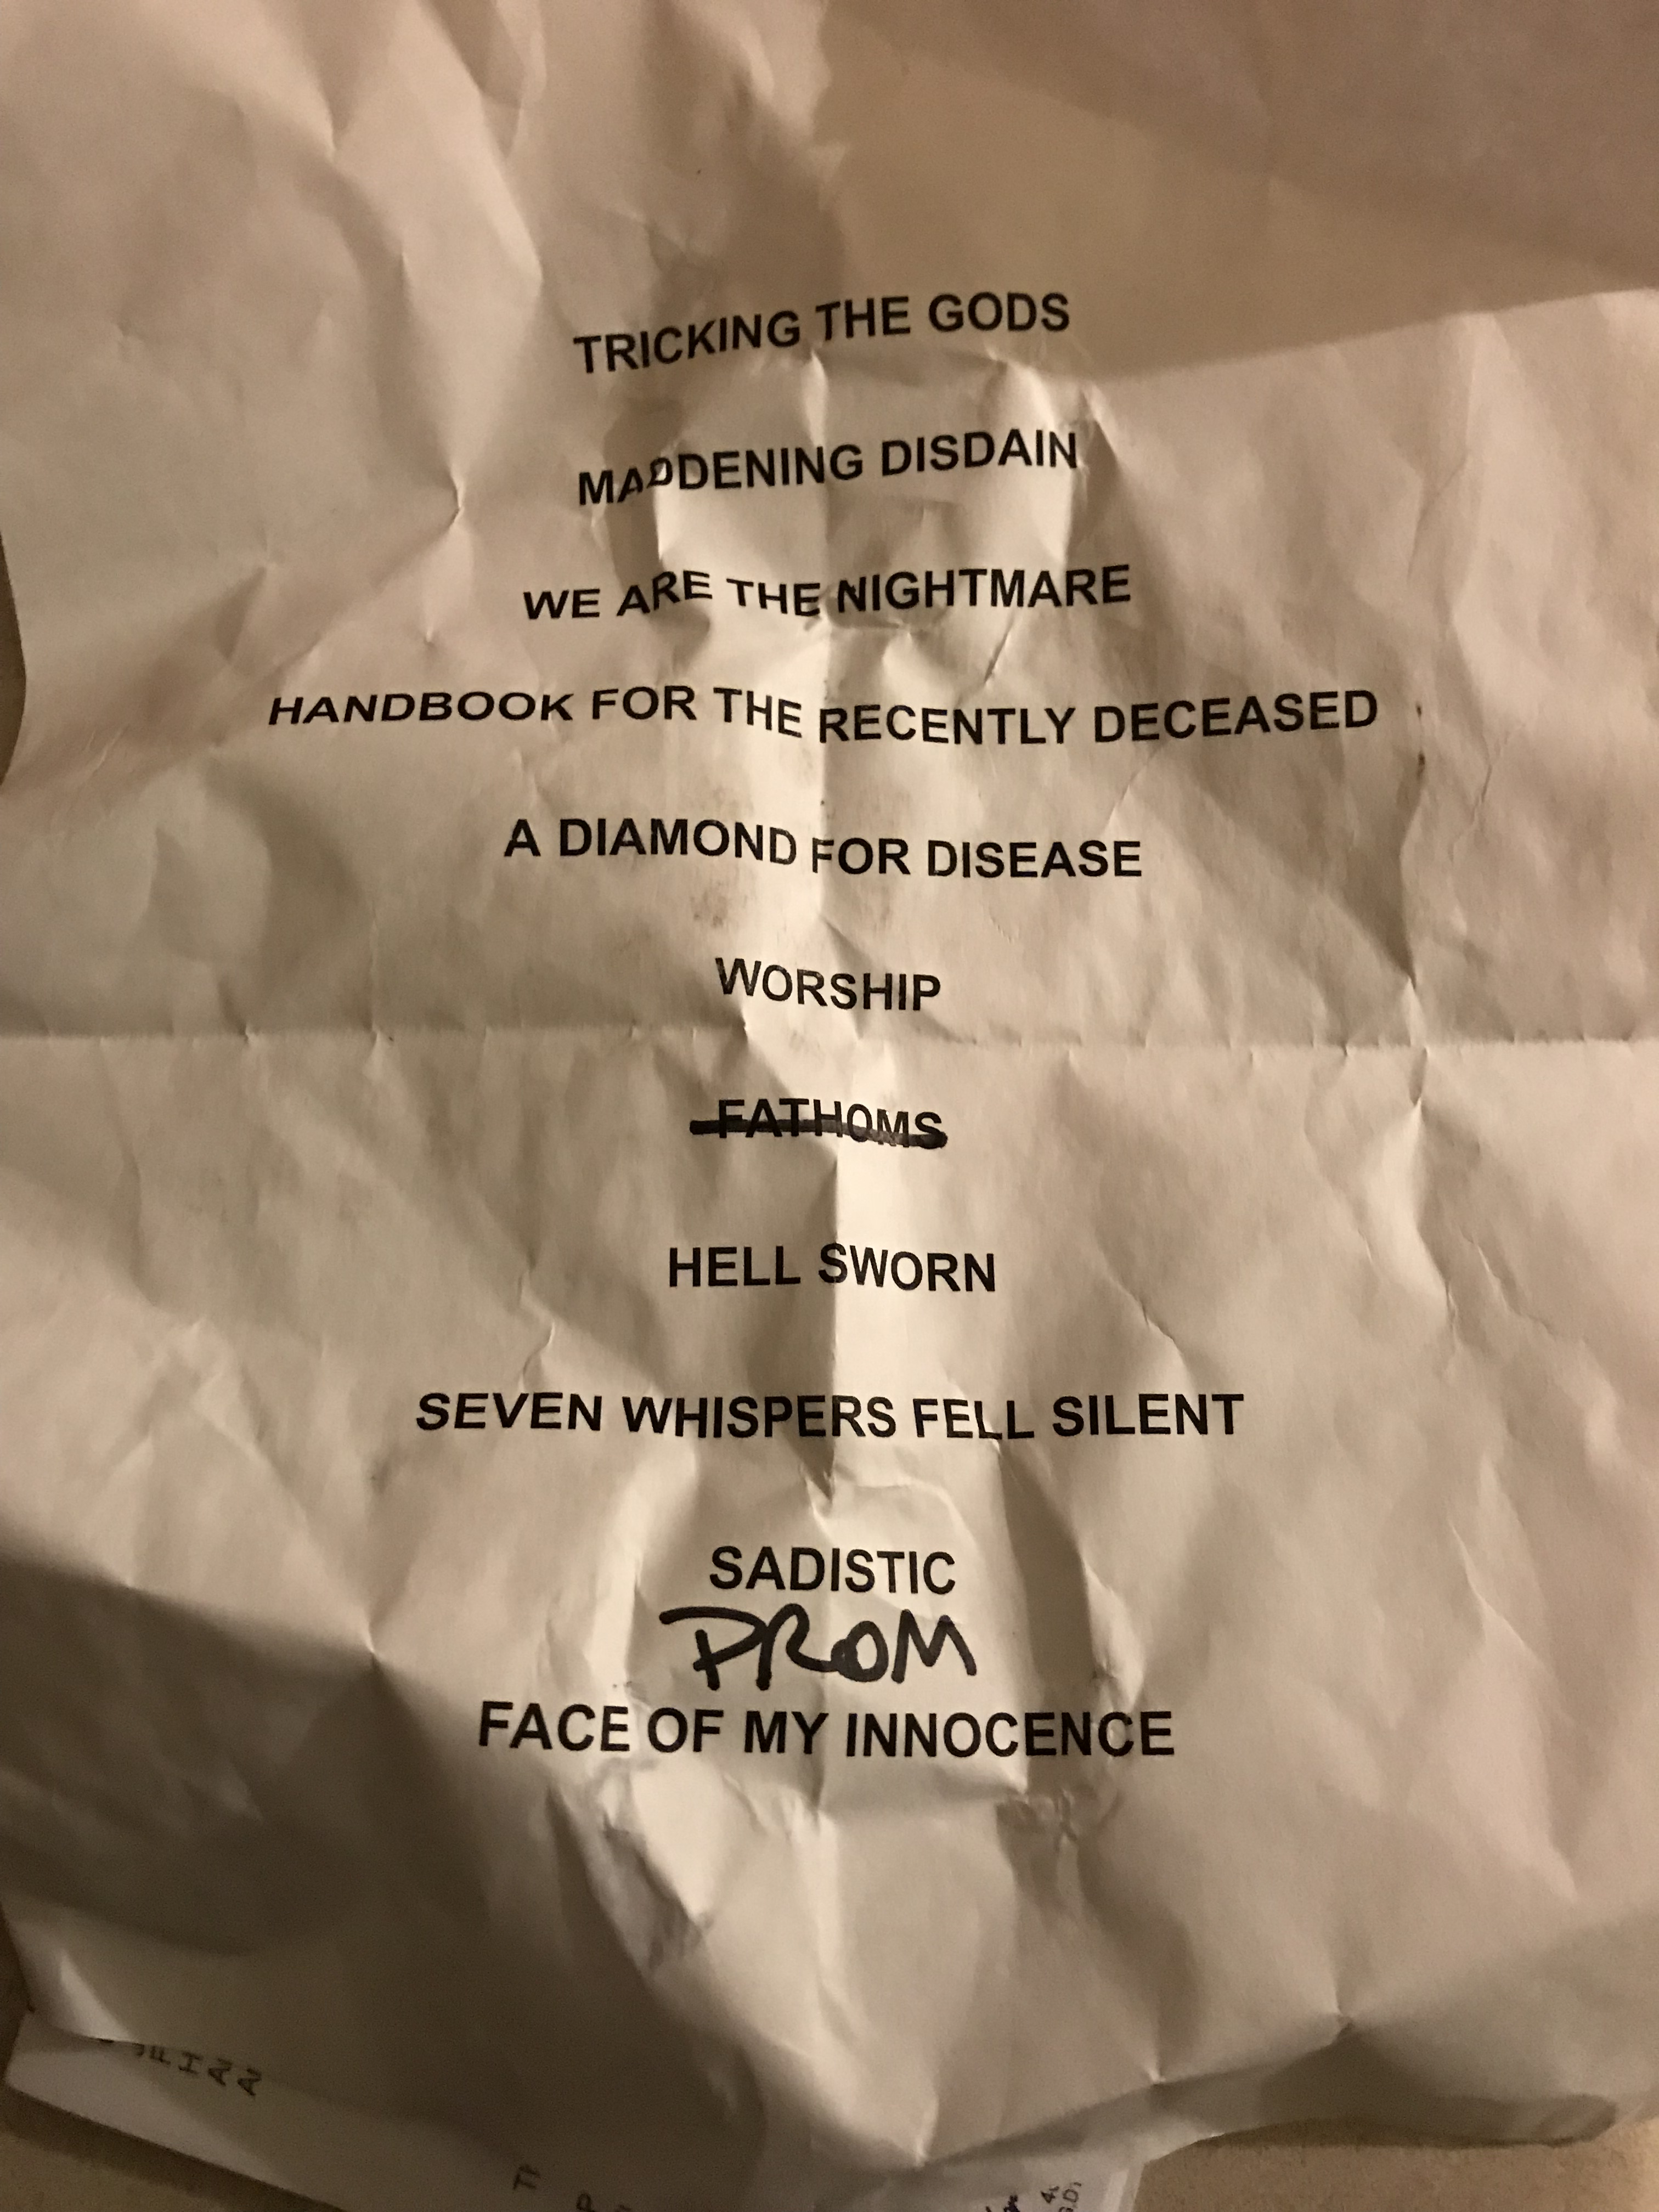 TRICKING THE GODS
MADDENING DISDAIN
WE ARE THE NIGHTMARE
HANDBOOK FOR THE RECENTLY DECEASED
A DIAMOND FOR DISEASE
WORSHIP
FATHOMS
HELL SWORN
SEVEN WHISPERS FELL SILENT
SADISTIC
PROM
FACE OF MY INNOCENCE